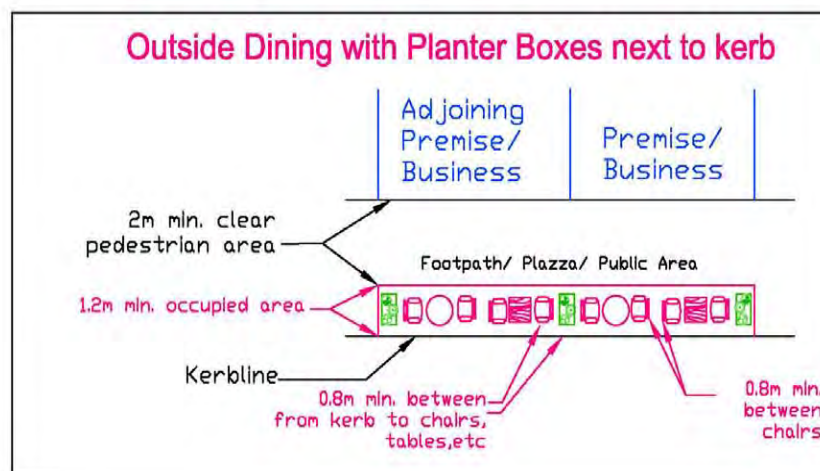 Outside Dining with Planter Boxes next to kerb
Adjoining
Premise/
Business
Premise/
Business
2m min. clear
pedestrian area
Footpath/ Plazza/ Public Area
1.2m min. occupied area
Kerbline
0.8m min. between
from kerb to chairs,
tables,etc
0.8m min.
between
chairs